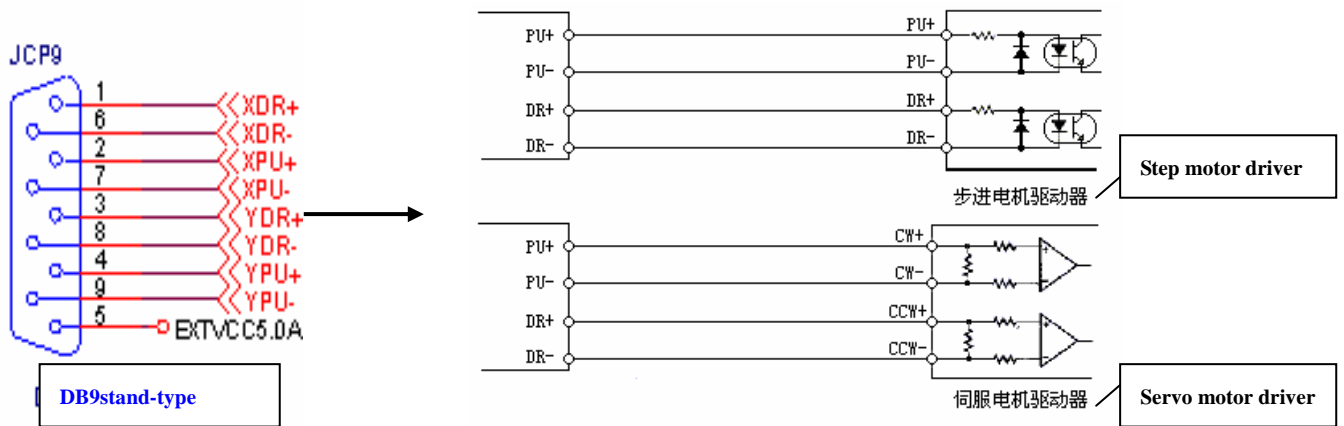 JCP9
1
XDR+
6
XDR-
2
XPU+
7
XPU-
3
YDR+
8
YDR-
4
YPU+
9
YPU-
5
EXTVCC5.0A
DB9stand-type
PU+
PU-
DR+
DR-
PU+
PU-
DR+
DR-
步进电机驱动器
Step motor driver
PU+
PU-
DR+
DR-
CW+
CW-
CCW+
CCW-
伺服电机驱动器
Servo motor driver